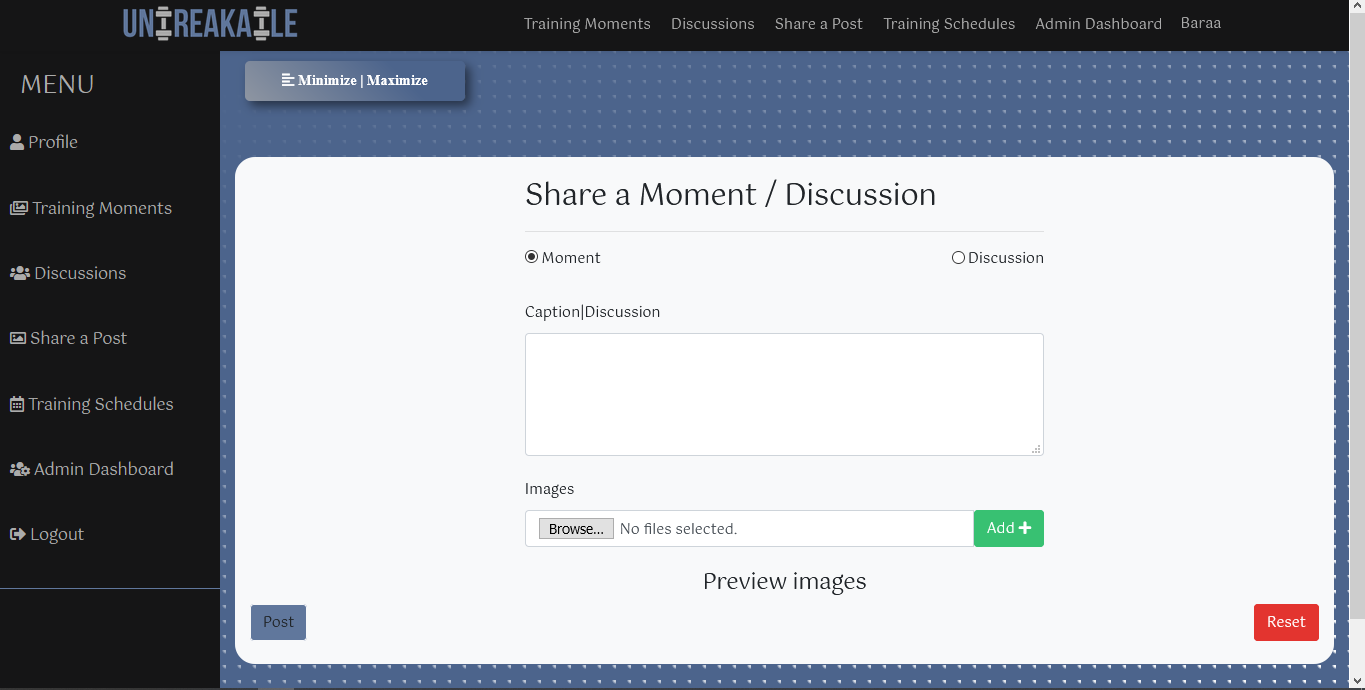 UNBREAKABLE
Training Moments Discussions Share a Post Training Schedules Admin Dashboard Baraa
MENU
Profile
Training Moments
Discussions
Share a Post
Training Schedules
Admin Dashboard
Logout
Minimize | Maximize
Share a Moment / Discussion
Moment Discussion
Caption|Discussion
Images
Browse... No files selected. Add
Preview images
Post Reset